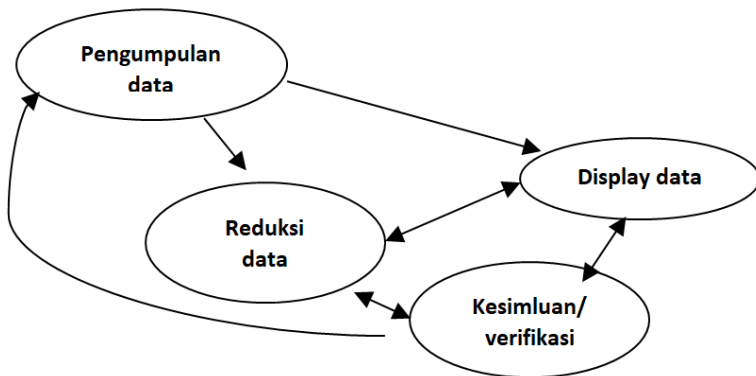 Pengumpulan
data
Display data
Reduksi
data
Kesimluan/
verifikasi